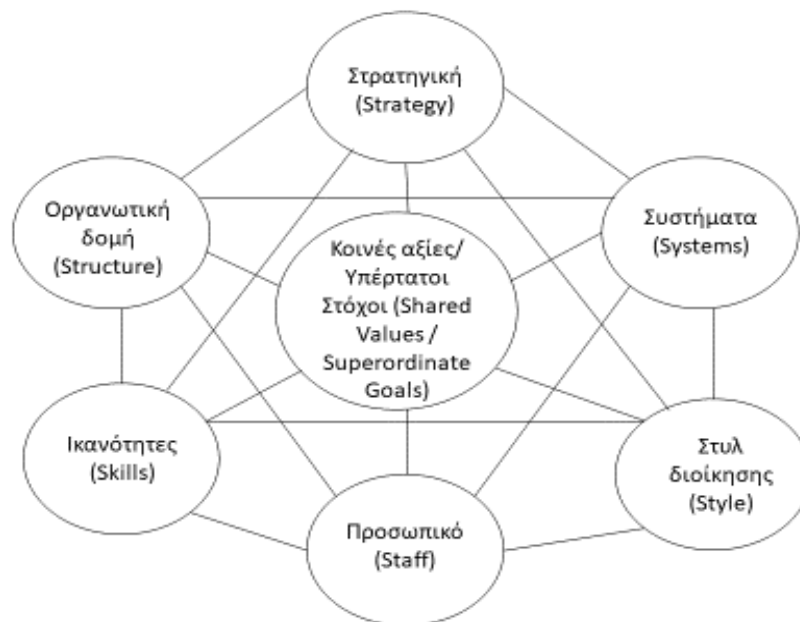 Στρατηγική
(Strategy)
Οργανωτική
δομή
(Structure)
Συστήματα
(Systems)
Κοινές αξίες/
Υπέρτατοι
Στόχοι (Shared
Values /
Superordinate
Goals)
Ικανότητες
(Skills)
Στυλ
διοίκησης
(Style)
Προσωπικό
(Staff)